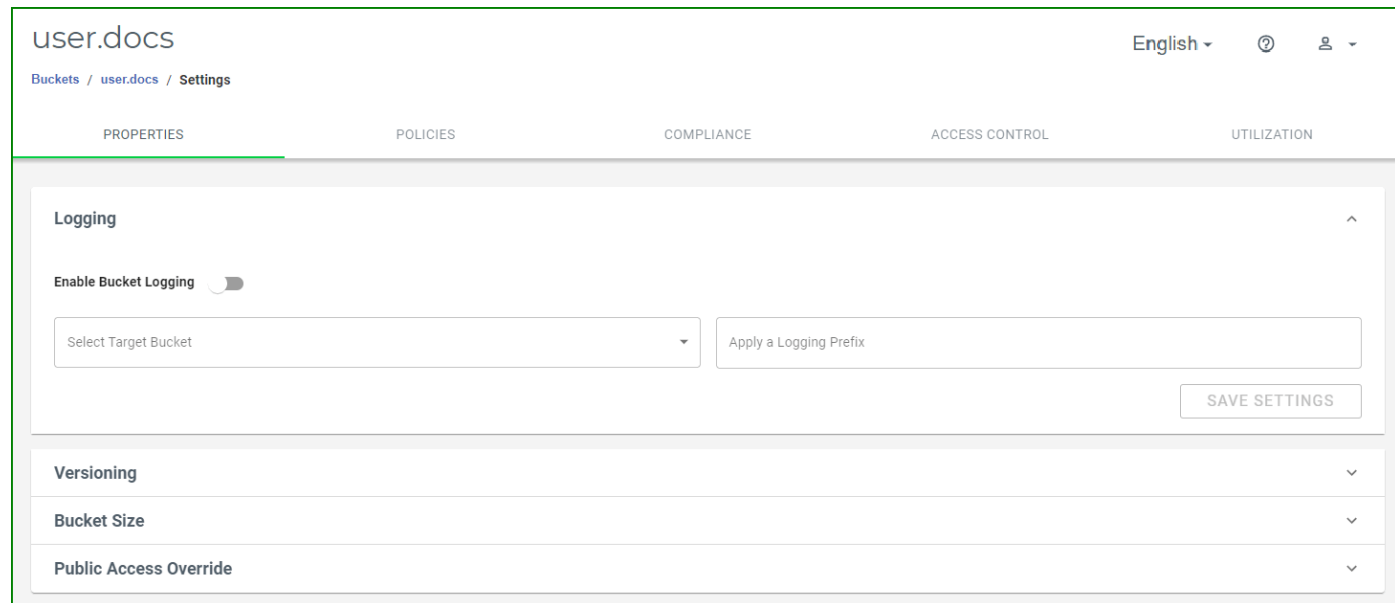 user.docs
English
Buckets / user.docs / Settings
PROPERTIES POLICIES COMPLIANCE ACCESS CONTROL UTILIZATION
Logging
Enable Bucket Logging
Select Target Bucket Apply a Logging Prefix
SAVE SETTINGS
Versioning
Bucket Size
Public Access Override